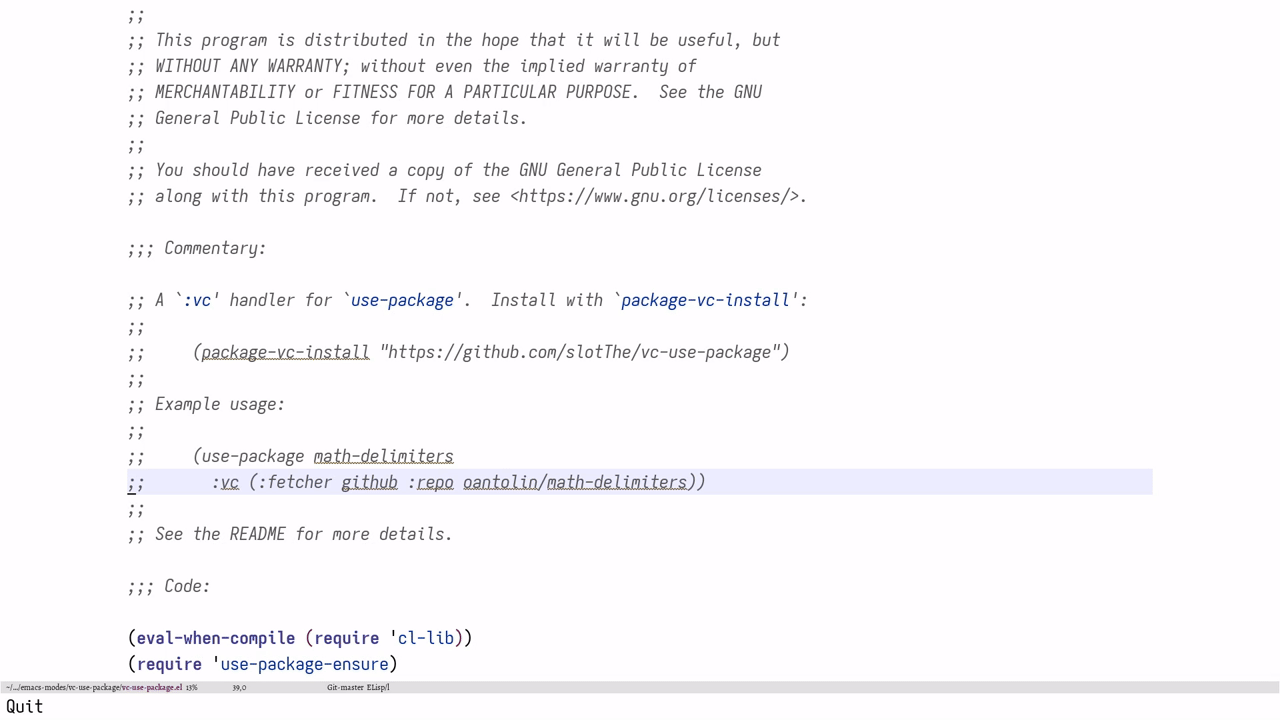 ;;
;; This program is distributed in the hope that it will be useful, but
;; WITHOUT ANY WARRANTY; without even the implied warranty of
;; MERCHANTABILITY or FITNESS FOR A PARTICULAR PURPOSE.  See the GNU
;; General Public License for more details.
;;
;; You should have received a copy of the GNU General Public License
;; along with this program.  If not, see <https://www.gnu.org/licenses/>.
;;; Commentary:
;; A `:vc' handler for `use-package'.  Install with `package-vc-install':
;;
;;     (package-vc-install "https://github.com/slotThe/vc-use-package")
;;
;; Example usage:
;;
;;     (use-package math-delimiters
;;       :vc (:fetcher github :repo oantolin/math-delimiters))
;;
;; See the README for more details.
;;; Code:
(eval-when-compile (require 'cl-lib))
(require 'use-package-ensure)
~/…/emacs-modes/vc-use-package/vc-use-package.el 13% 39,0 Git-master ELisp/l
Quit